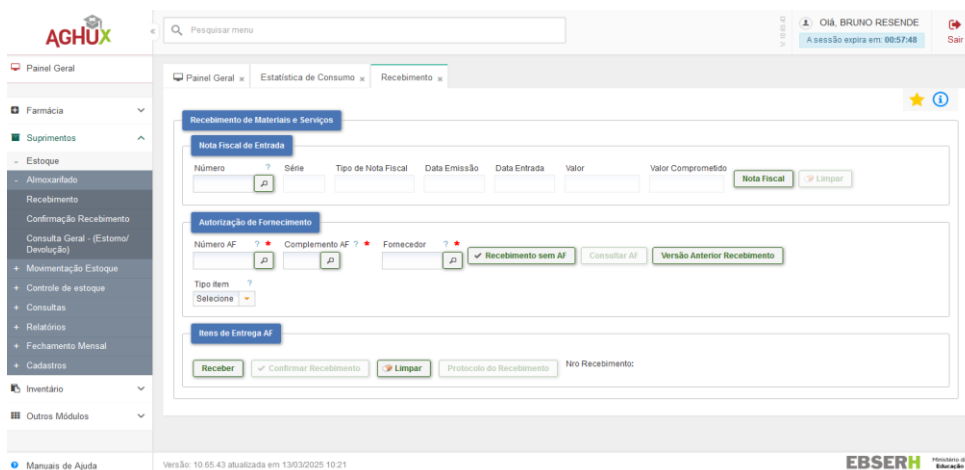 AGHUX
«
Pesquisar menu
Olá, BRUNO RESENDE
A sessão expira em: 00:57:48
Sair
Painel Geral
Farmácia
Suprimentos
- Estoque
- Almoxarifado
Recebimento
Confirmação Recebimento
Consulta Geral - (Estorno/
Devolução)
+ Movimentação Estoque
+ Controle de estoque
+ Consultas
+ Relatórios
+ Fechamento Mensal
+ Cadastros
Inventário
Outros Módulos
Manuais de Ajuda
Painel Geral x Estatística de Consumo x Recebimento x
Recebimento de Materiais e Serviços
Nota Fiscal de Entrada
Número ? Série Tipo de Nota Fiscal Data Emissão Data Entrada Valor Valor Comprometido
Nota Fiscal Limpar
Autorização de Fornecimento
Número AF ? * Complemento AF ? * Fornecedor ? *
Recebimento sem AF Consultar AF Versão Anterior Recebimento
Tipo item ?
Selecione
Itens de Entrega AF
Receber Confirmar Recebimento Limpar Protocolo do Recebimento Nro Recebimento:
Versão: 10.65.43 atualizada em 13/03/2025 10:21
EBSERH
Ministério d
Educação